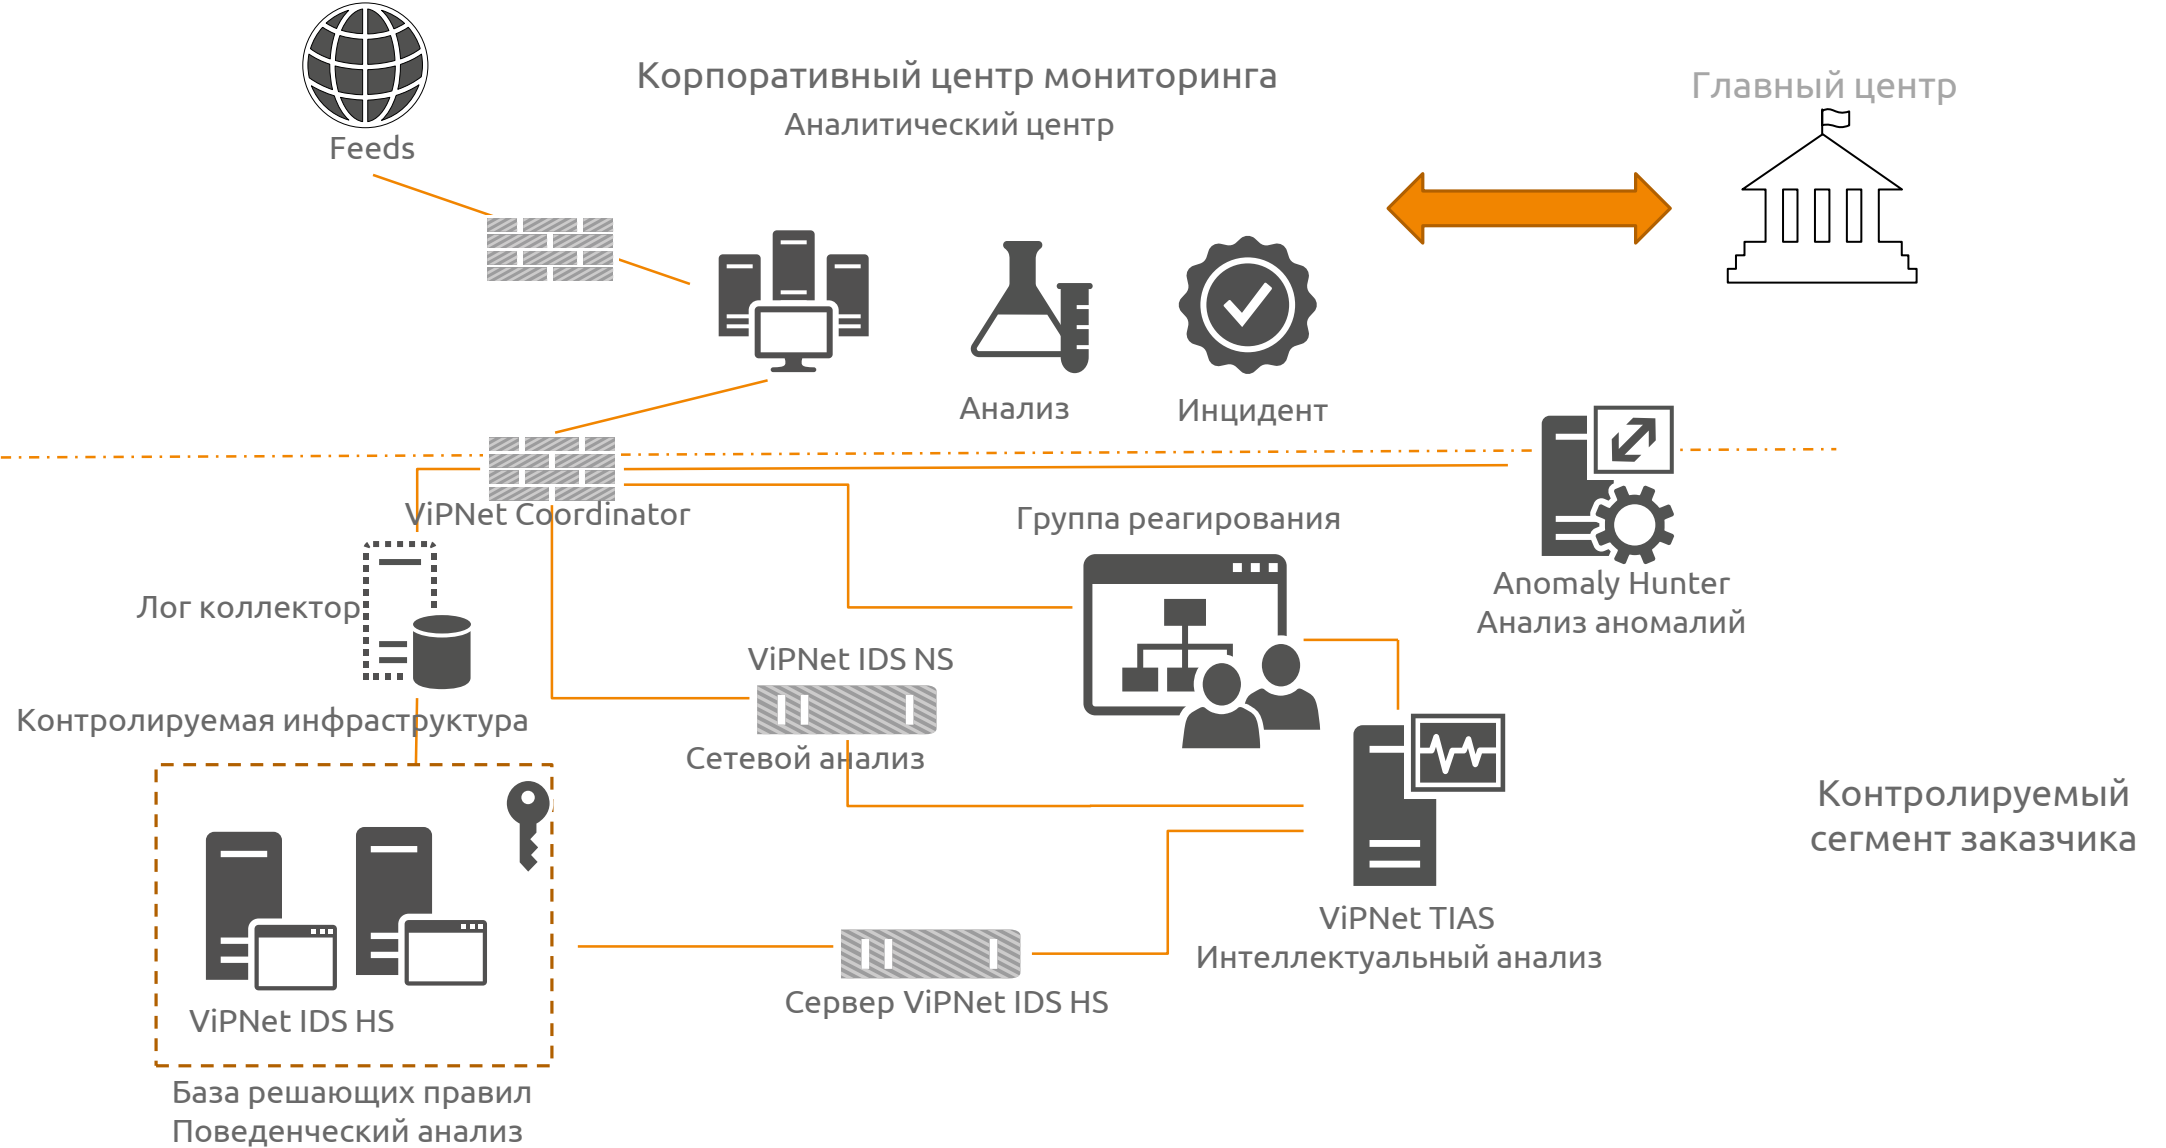 Корпоративный центр мониторинга
Главный центр
Аналитический центр
Feeds
Анализ
Инцидент
ViPNet Coordinator
Группа реагирования
Anomaly Hunter
Анализ аномалий
Лог коллектор
ViPNet IDS NS
Контролируемая инфраструктура
Сетевой анализ
Контролируемый
сегмент заказчика
ViPNet TIAS
Интеллектуальный анализ
Сервер ViPNet IDS HS
ViPNet IDS HS
База решающих правил
Поведенческий анализ